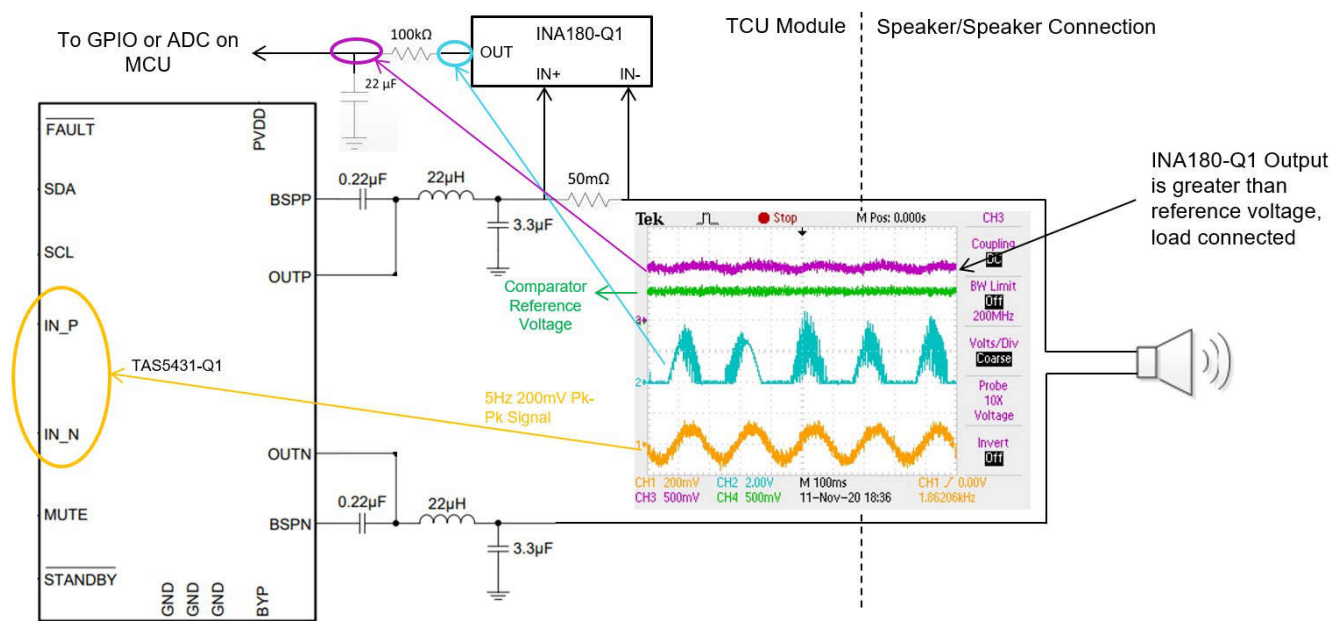 To GPIO or ADC on
MCU
100kΩ
22 µF
OUT
INA180-Q1
IN+
IN-
TCU Module
Speaker/Speaker Connection
FAULT
SDA
SCL
IN_P
IN_N
MUTE
STANDBY
GND
GND
GND
BYP
PVDD
BSPP
OUTP
OUTN
BSPN
TAS5431-Q1
0.22µF
22µH
3.3µF
50mΩ
0.22µF
22µH
3.3µF
Comparator
Reference
Voltage
5Hz 200mV Pk-
Pk Signal
INA180-Q1 Output
is greater than
reference voltage,
load connected
Tek
Stop
M Pos: 0.000s
CH3
Coupling
DC
BW Limit
Off
200MHz
Volts/Div
Coarse
Probe
10X
Voltage
Invert
Off
3
2
1
CH1 200mV
CH2 2.00V
M 100ms
CH1 ∫ 0.00V
CH3 500mV
CH4 500mV
11-Nov-20 18:36
1.86206kHz